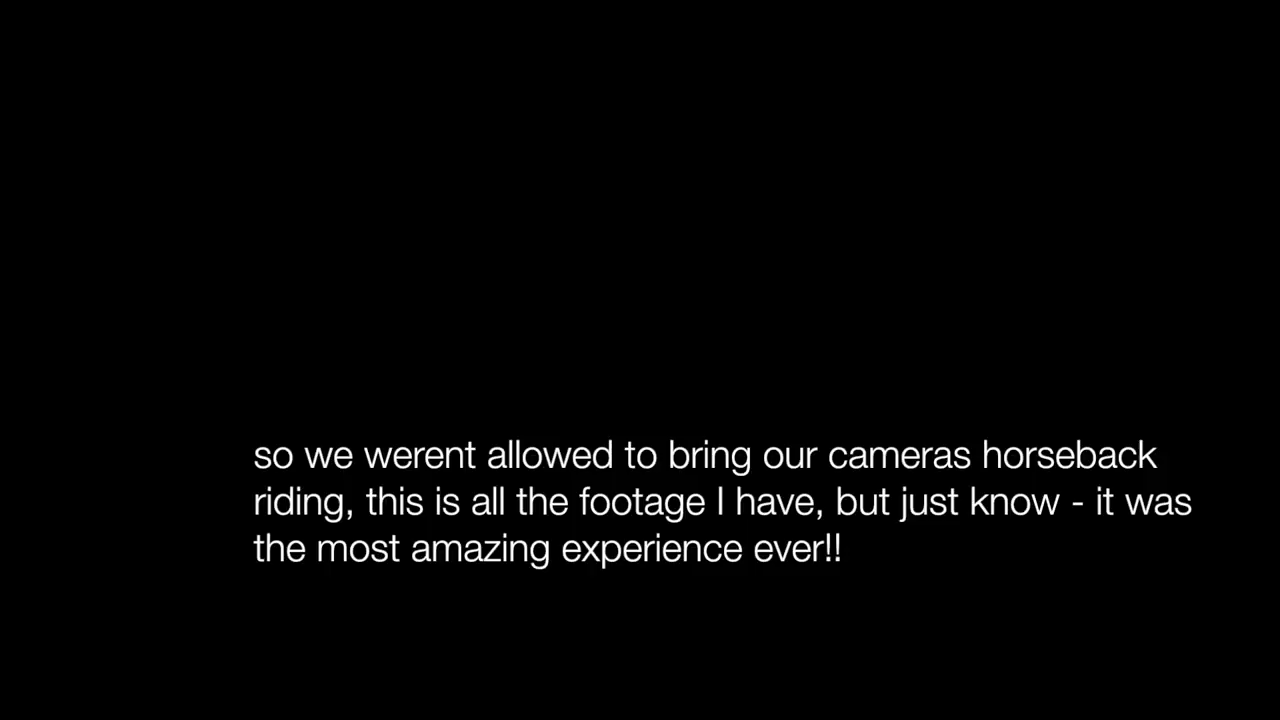 so we werent allowed to bring our cameras horseback
riding, this is all the footage I have, but just know - it was
the most amazing experience ever!!